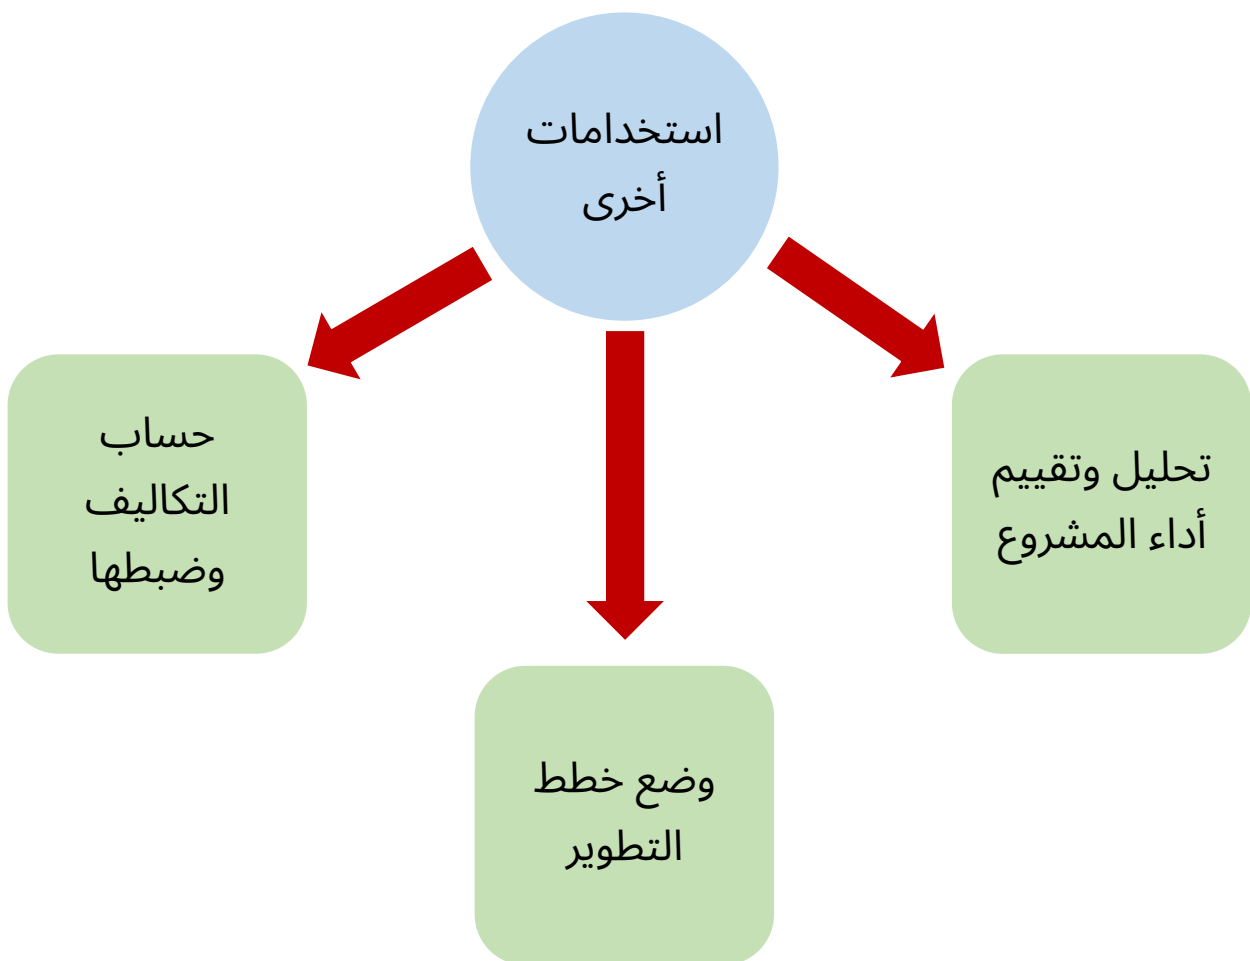 استخدامات
أخرى
تحليل وتقييم
أداء المشروع
وضع خطط
التطوير
حساب
التكاليف
وضبطها